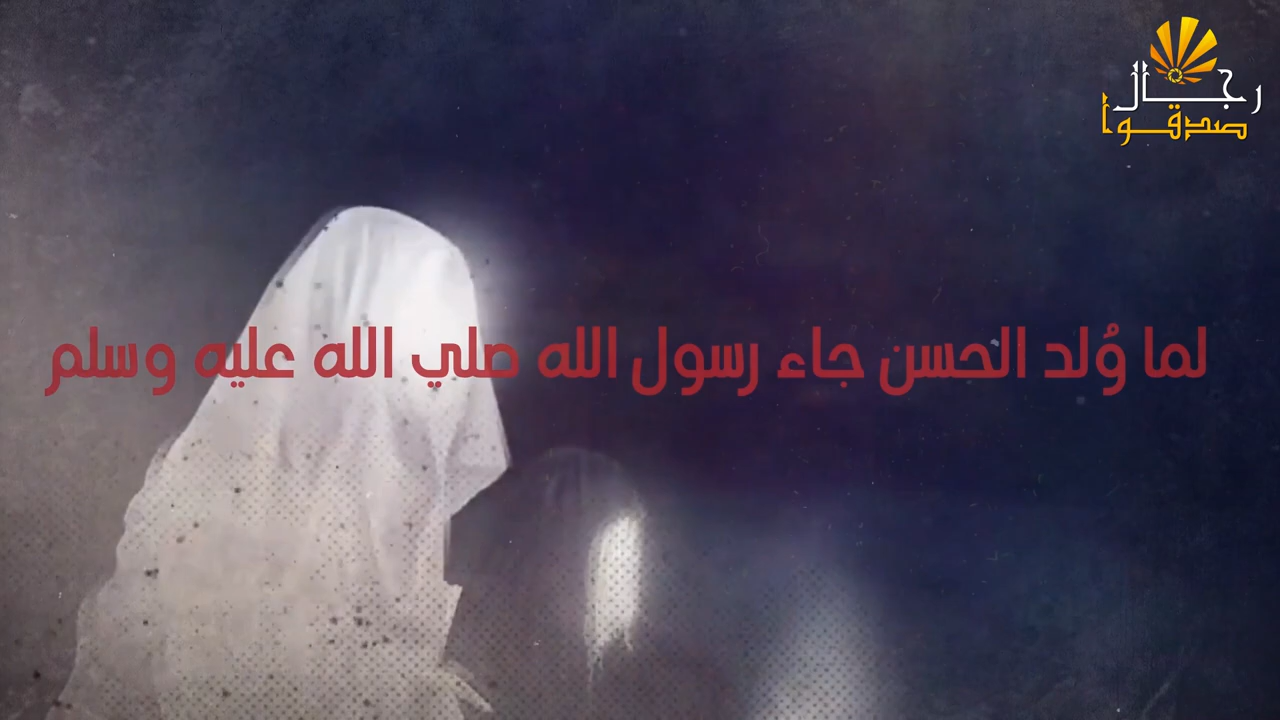 رجال
صدقوا
لما وُلد الحسن جاء رسول الله صلي الله عليه وسلم